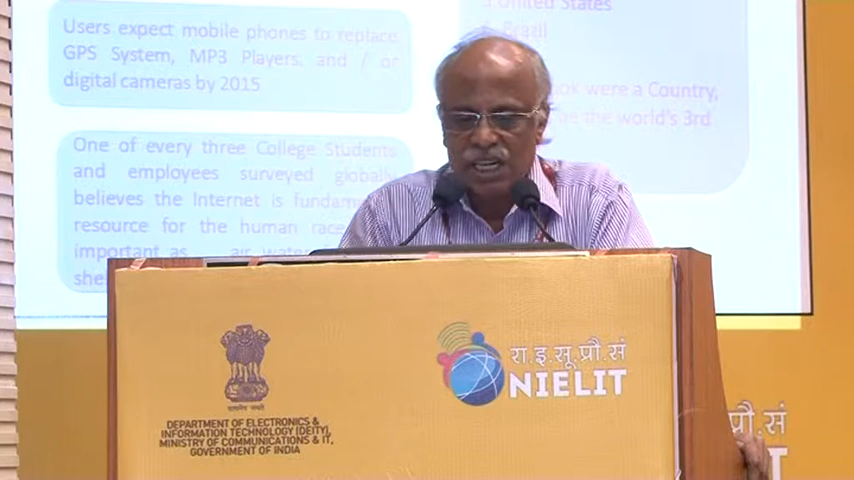 Users expect mobile phones to replace
GPS System, MP3 Players, and / or
digital cameras by 2015
One of every three College Students
and employees surveyed globally
believes the Internet is
resource for the human race
important as air water
United States
Brazil
were a Country,
be the world's 3rd
DEPARTMENT OF ELECTRONICS &
INFORMATION TECHNOLOGY (DEITY),
MINISTRY OF COMMUNICATIONS & IT,
GOVERNMENT OF INDIA
रा.इ.सू.प्रौ.सं
NIELIT
प्रौ.सं